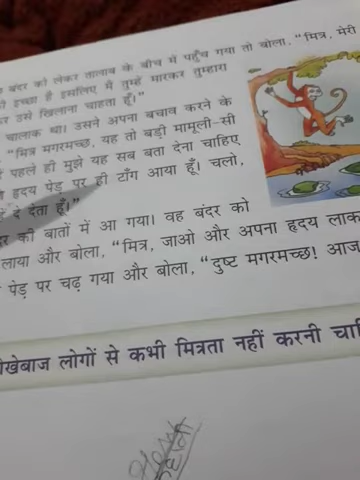 बंदर को लेकर तालाब के बीच में पहुँच गया तो बोला, "मित्र, मेरी
इच्छा है इसलिए मैं तुम्हें मारकर तुम्हारा
उसे खिलाना चाहता हूँ।"
चालाक था। उसने अपना बचाव करने के
"मित्र मगरमच्छ, यह तो बड़ी मामूली-सी
पहले ही मुझे यह सब बता देना चाहिए
हृदय पेड़ पर ही टाँग आया हूँ। चलो,
दे देता हूँ।"
की बातों में आ गया। वह बंदर को
लाया और बोला, "मित्र, जाओ और अपना हृदय लाक
पेड़ पर चढ़ गया और बोला, "दुष्ट मगरमच्छ! आज
खेबाज लोगों से कभी मित्रता नहीं करनी चाहि